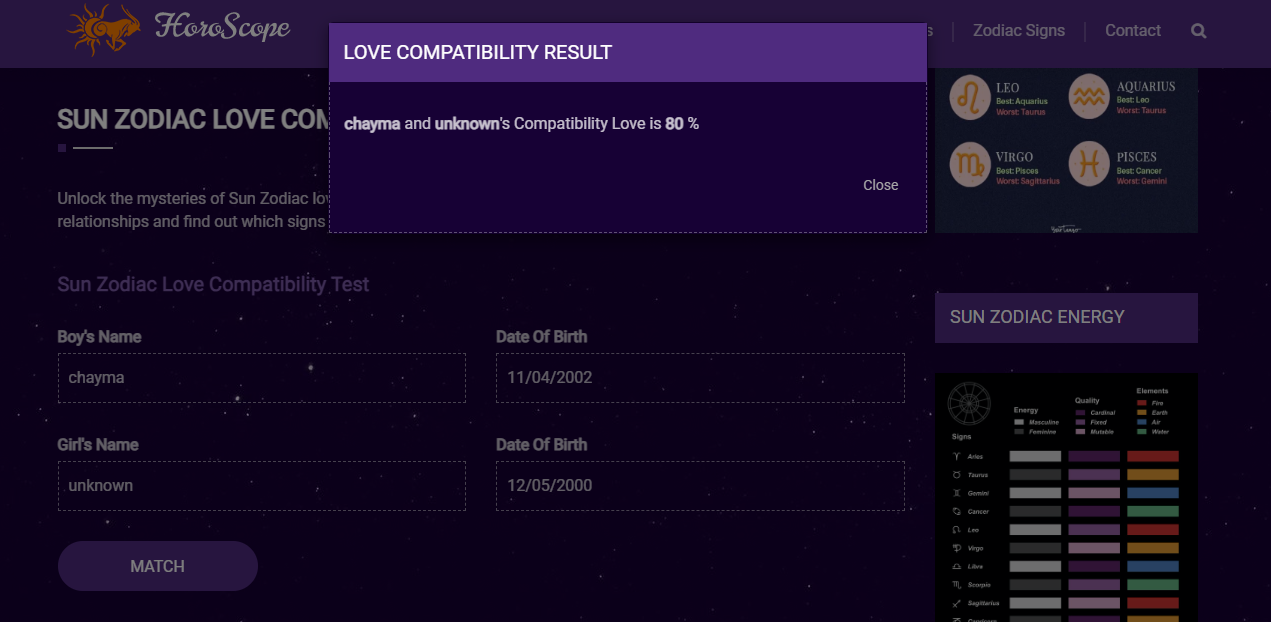 HoroScope
s
Zodiac Signs
Contact
LOVE COMPATIBILITY RESULT
chayma and unknown's Compatibility Love is 80 %
Close
SUN ZODIAC LOVE COM
Unlock the mysteries of Sun Zodiac lov
relationships and find out which signs
Sun Zodiac Love Compatibility Test
Boy's Name
Date Of Birth
chayma
11/04/2002
Girl's Name
Date Of Birth
unknown
12/05/2000
MATCH
LEO
Best: Aquarius
Worst: Taurus
AQUARIUS
Best: Leo
Worst: Taurus
VIRGO
Best: Pisces
Worst: Sagittarius
PISCES
Best: Cancer
Worst: Gemini
SUN ZODIAC ENERGY
Energy
Masculine
Feminine
Quality
Cardinal
Fixed
Mutable
Elements
Fire
Earth
Air
Water
Signs
Aries
Taurus
Gemini
Cancer
Leo
Virgo
Libra
Scorpio
Sagittarius